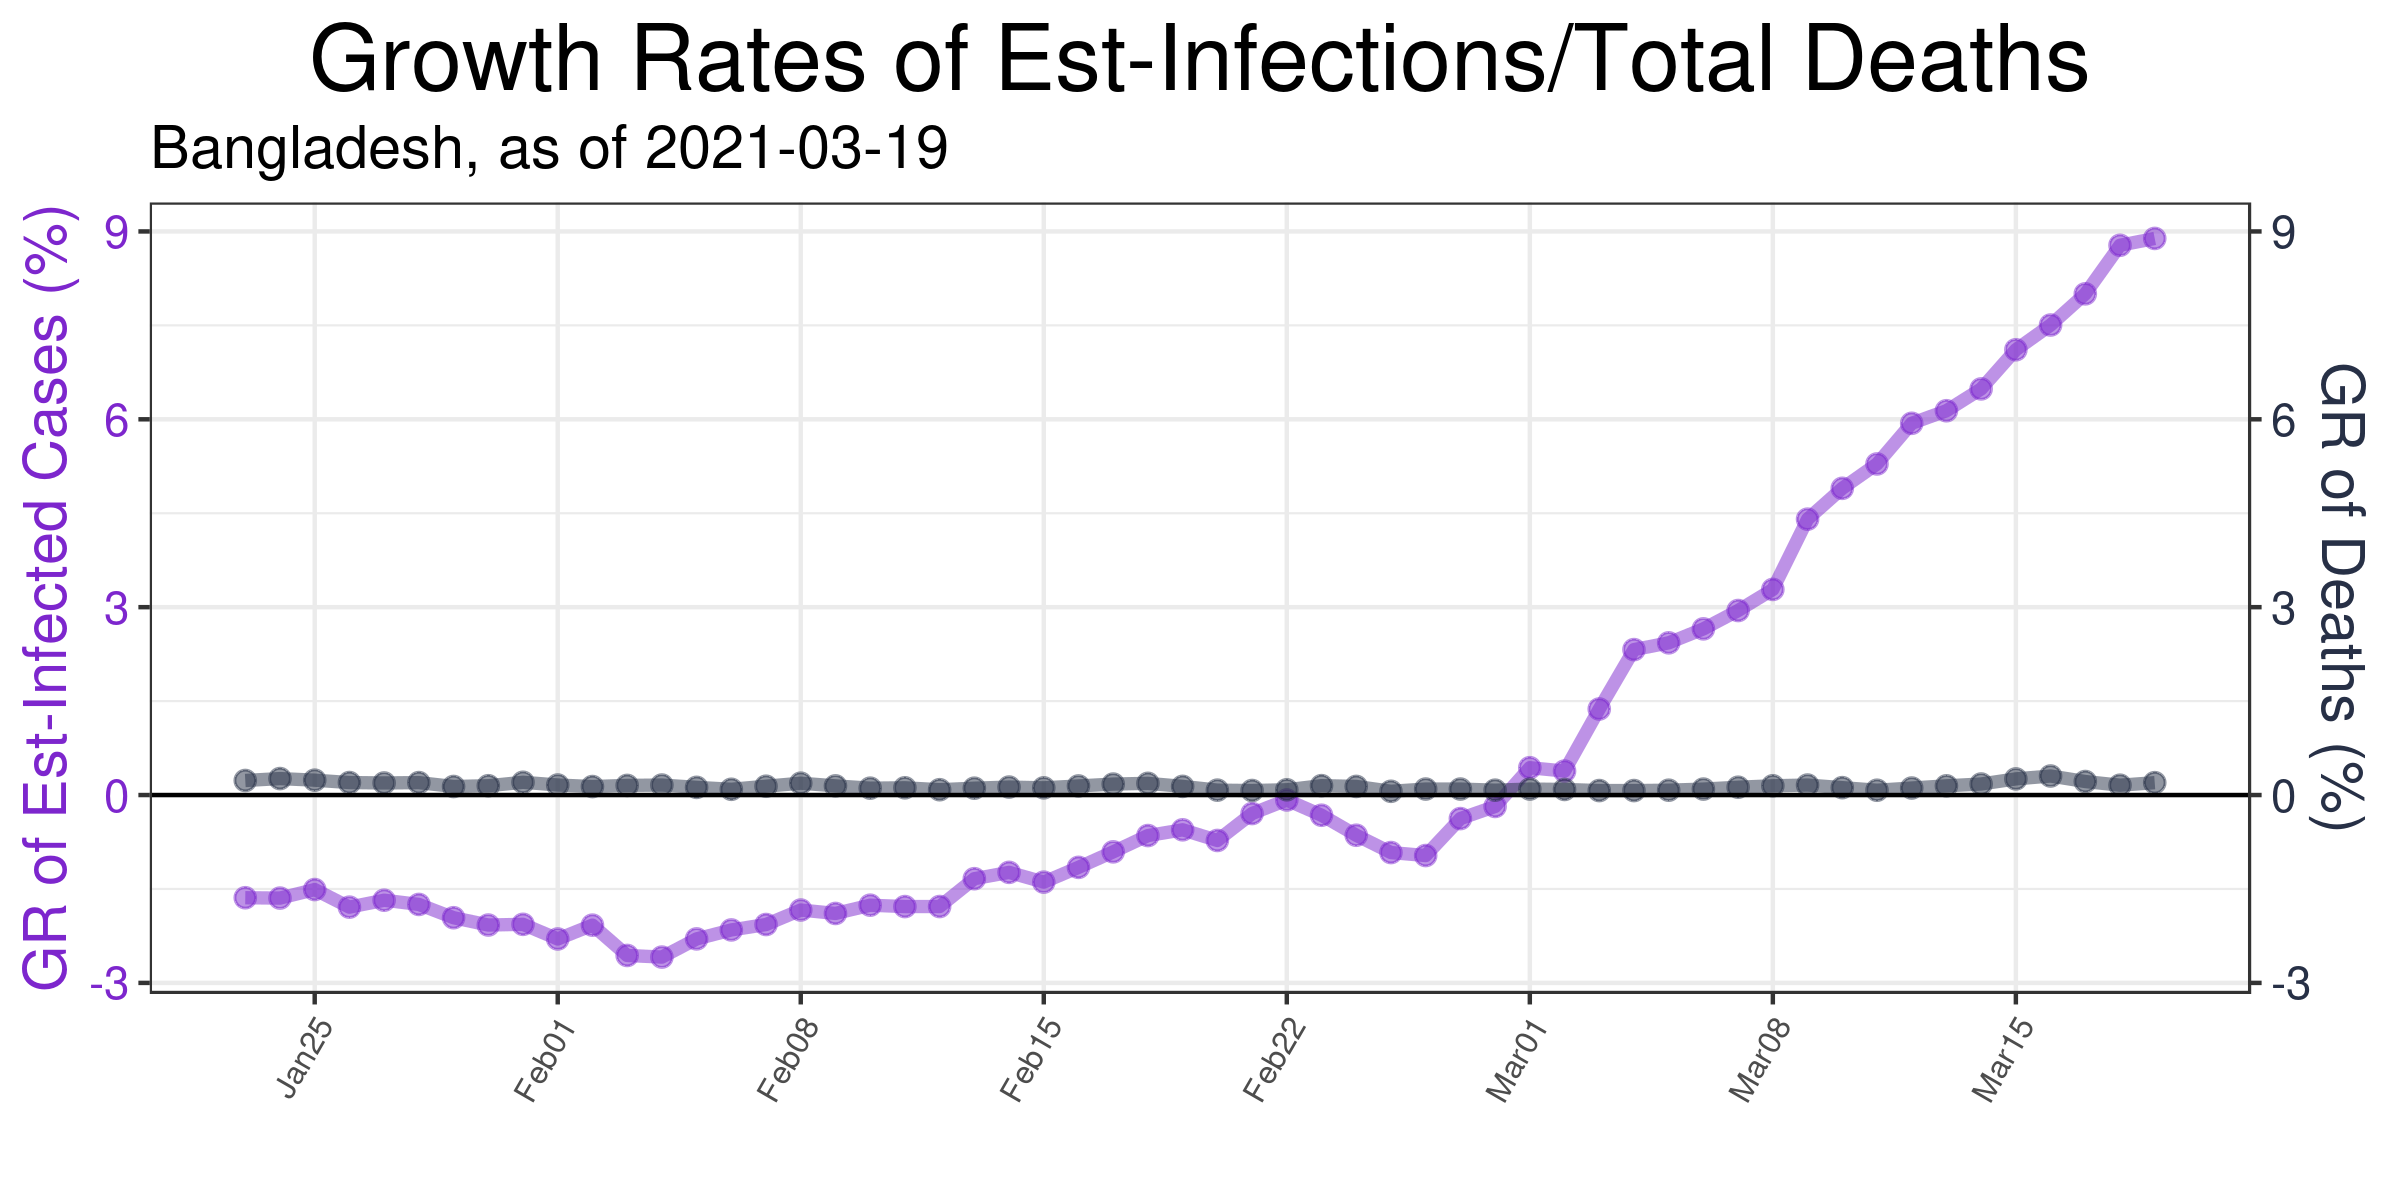 Growth Rates of Est-Infections/Total Deaths
Bangladesh, as of 2021-03-19
GR of Est-Infected Cases (%)
9
6
3
0
-3
9
6
3
0
-3
GR of Deaths (%)
Jan25
Feb01
Feb08
Feb15
Feb22
Mar01
Mar08
Mar15